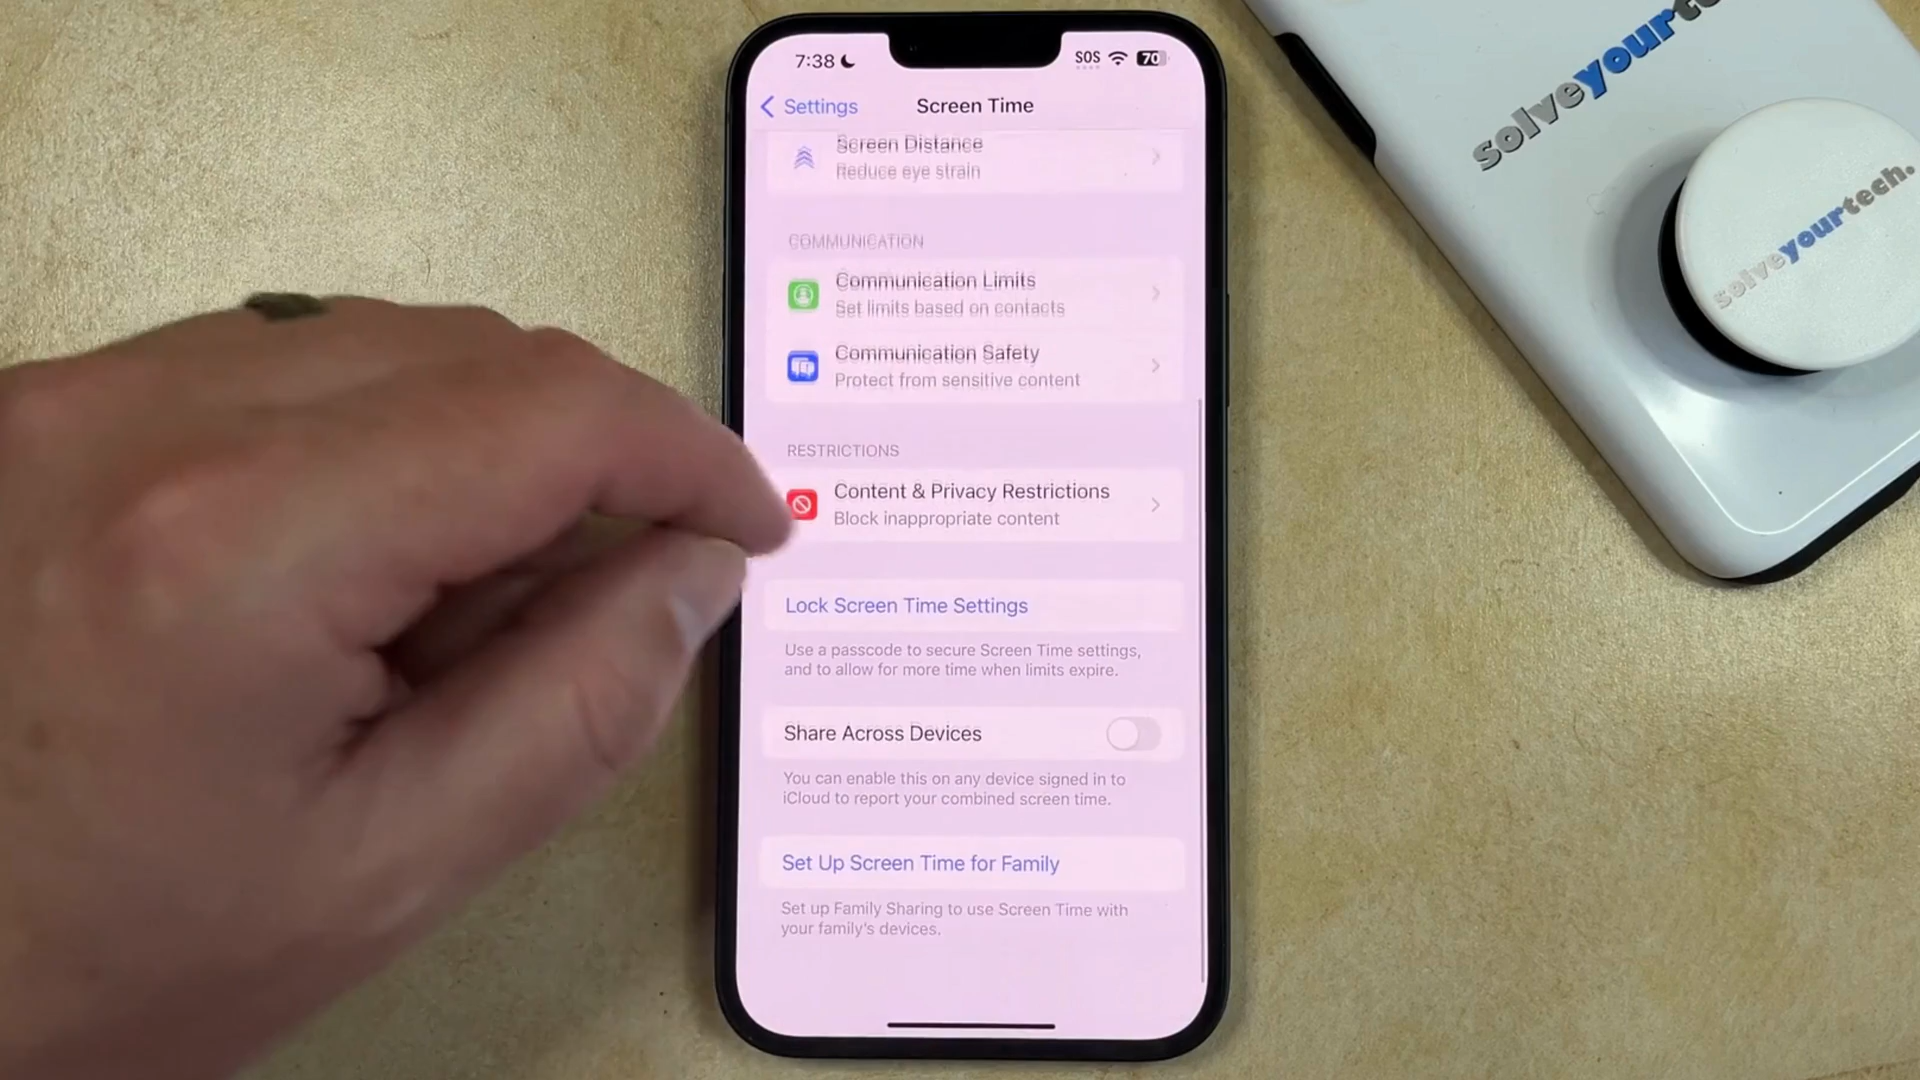 7:38
SOS
70
Settings
Screen Time
Screen Distance
Reduce eye strain
COMMUNICATION
Communication Limits
Set limits based on contacts
Communication Safety
Protect from sensitive content
RESTRICTIONS
Content & Privacy Restrictions
Block inappropriate content
Lock Screen Time Settings
Use a passcode to secure Screen Time settings,
and to allow for more time when limits expire.
Share Across Devices
You can enable this on any device signed in to
iCloud to report your combined screen time.
Set Up Screen Time for Family
Set up Family Sharing to use Screen Time with
your family's devices.
solveyourtech.
solveyourtech.